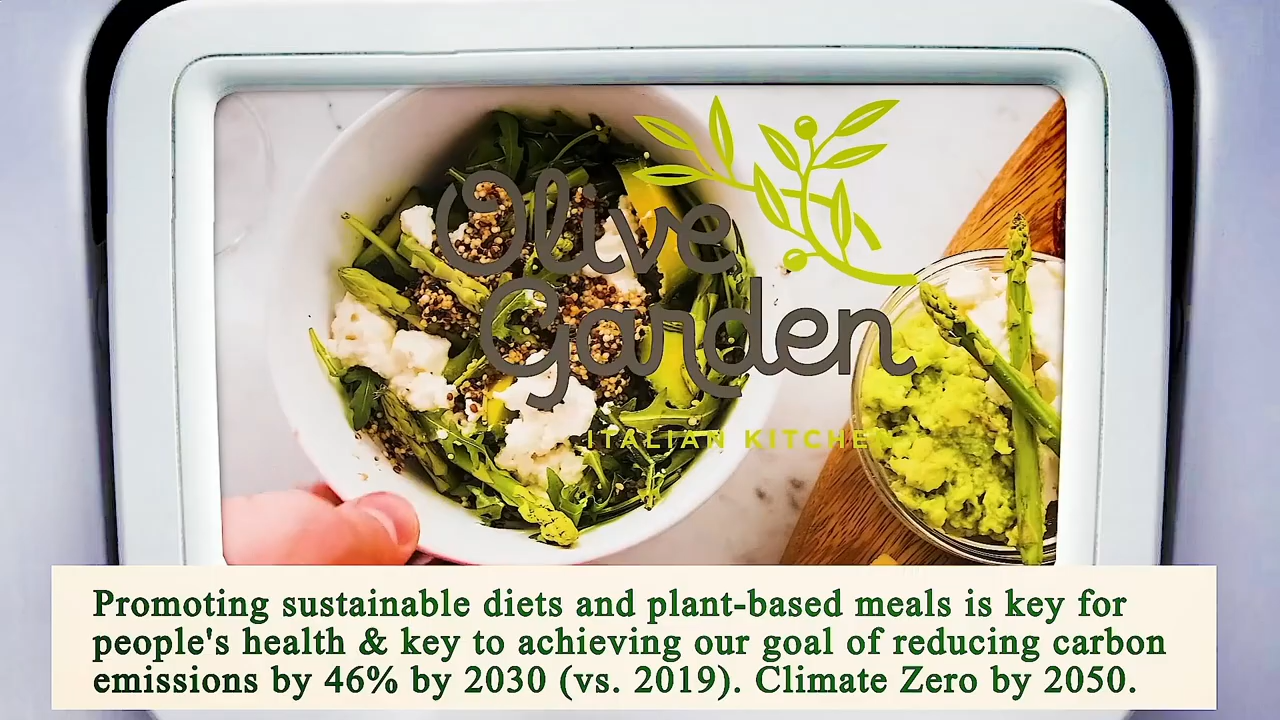 Olive
Garden
ITALIAN KITCHEN
Promoting sustainable diets and plant-based meals is key for
people's health & key to achieving our goal of reducing carbon
emissions by 46% by 2030 (vs. 2019). Climate Zero by 2050.